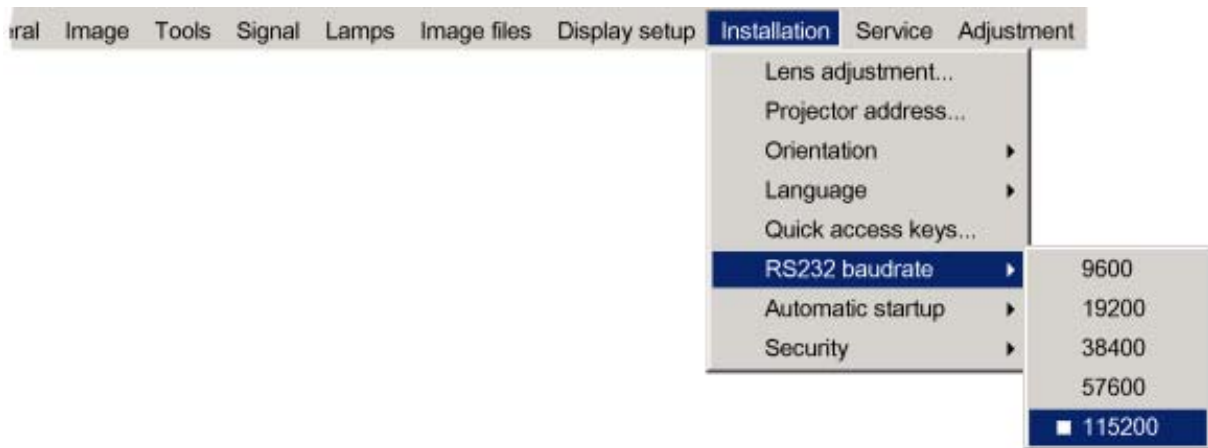 Image Tools Signal Lamps Image files Display setup Installation Service Adjustment
Lens adjustment...
Projector address...
Orientation
Language
Quick access keys...
RS232 baudrate
9600
Automatic startup
19200
Security
38400
57600
115200